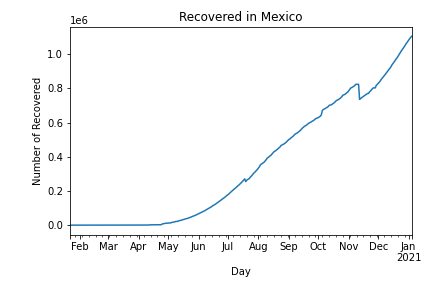 Recovered in Mexico
1e6
1.0
0.8
0.6
0.4
0.2
0.0
Number of Recovered
Feb Mar Apr May Jun Jul Aug Sep Oct Nov Dec Jan
2021
Day